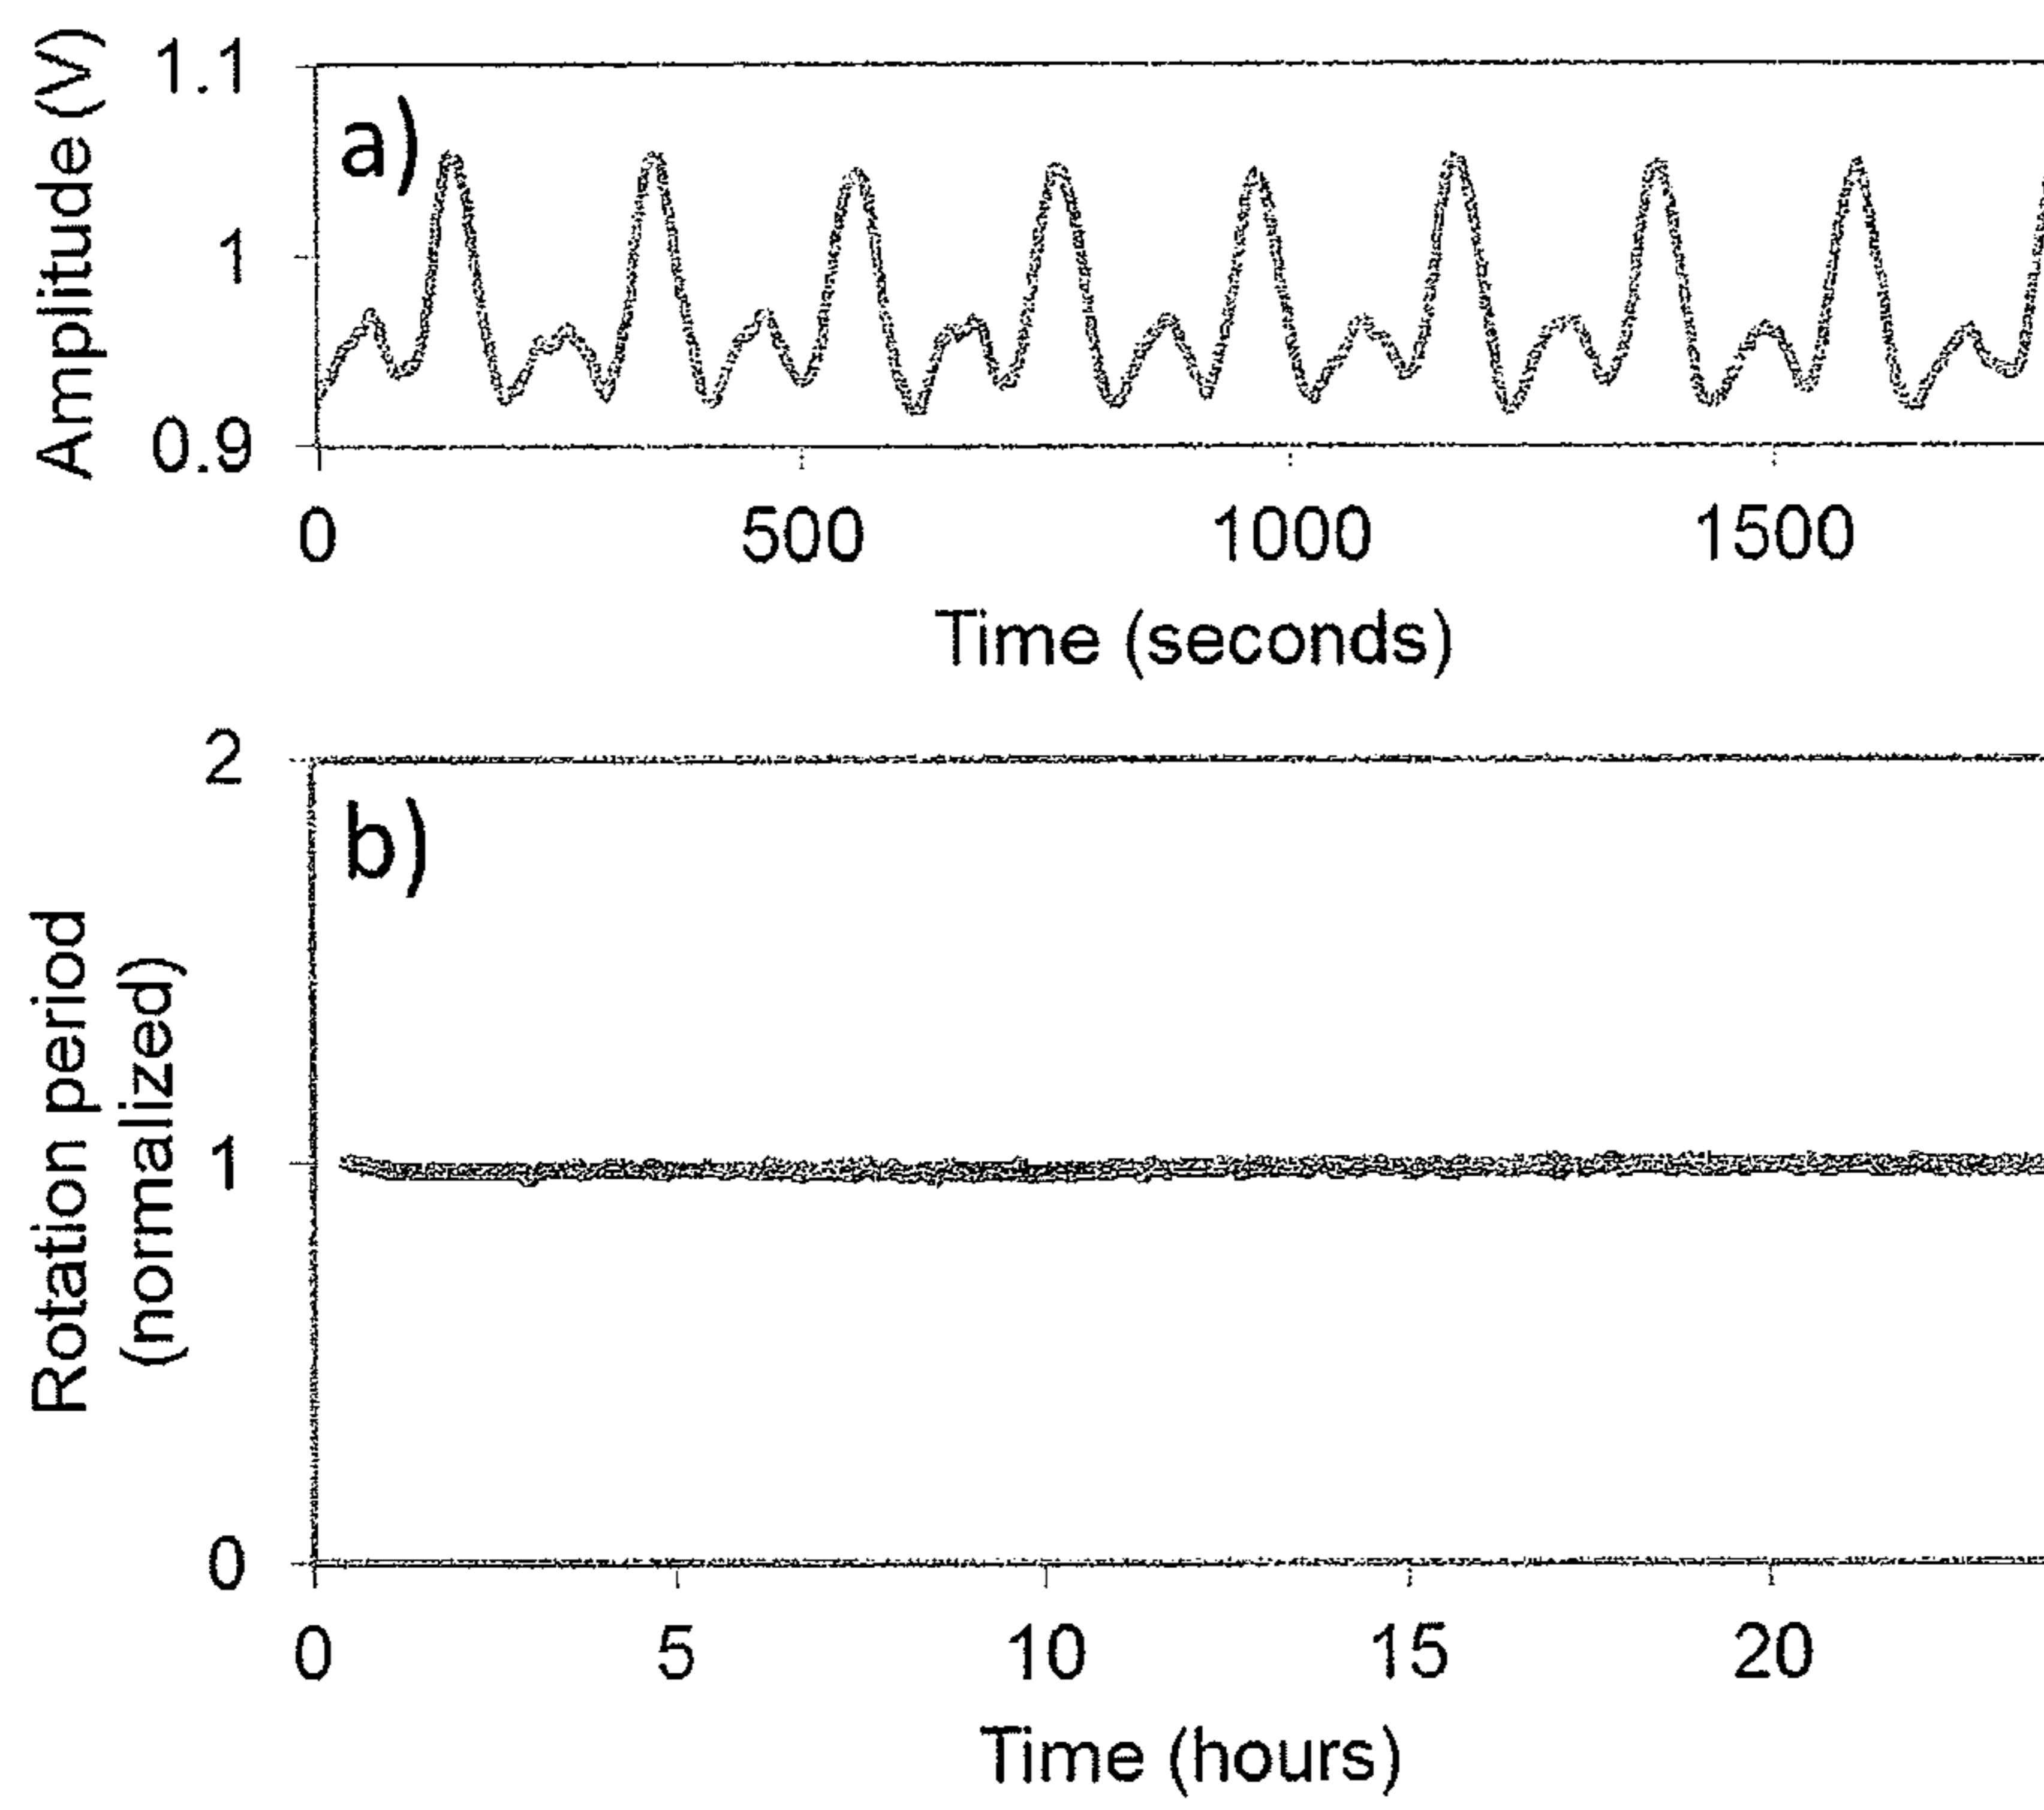 Amplitude (V)
1.1
1
0.9
a)
0 500 1000 1500
Time (seconds)
Rotation period
(normalized)
2
1
0
b)
0 5 10 15 20
Time (hours)